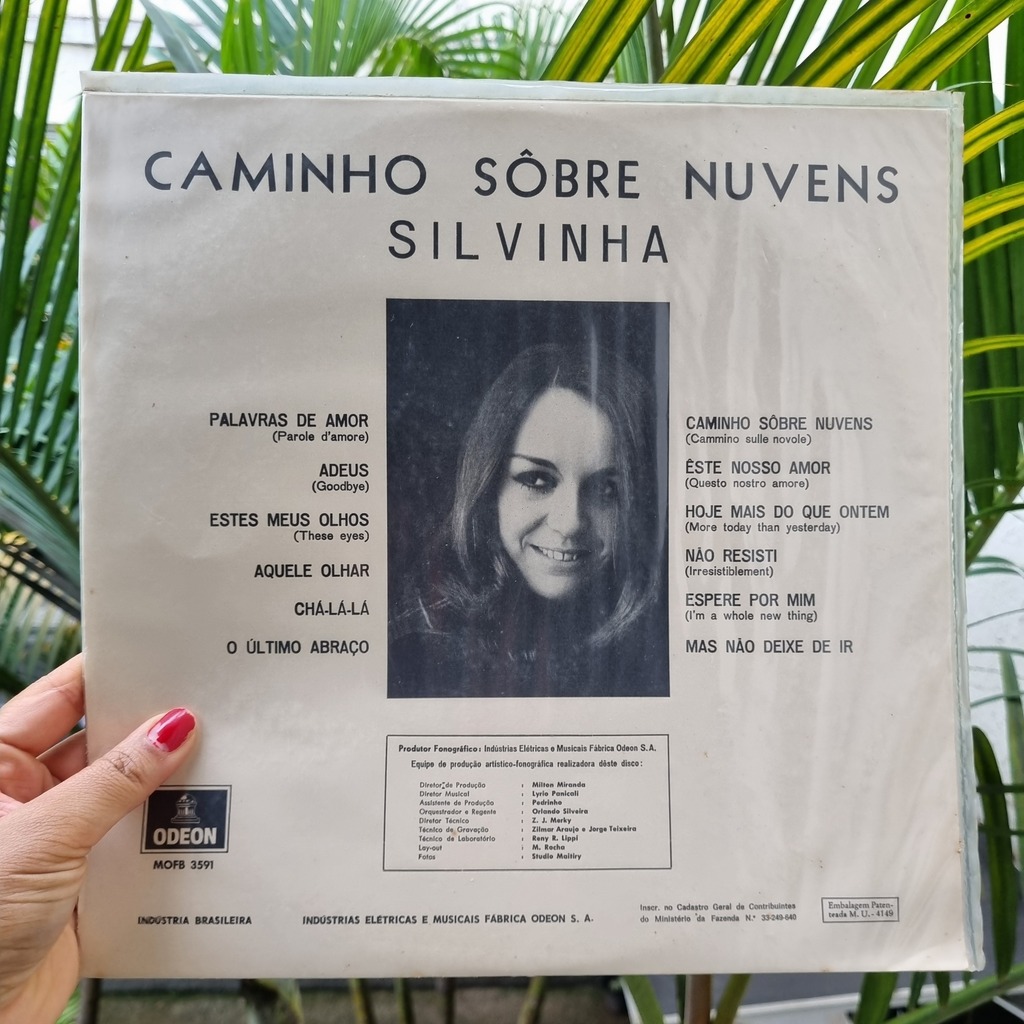 CAMINHO SÔBRE NUVENS
SILVINHA
PALAVRAS DE AMOR
(Parole d'amore)
ADEUS
(Goodbye)
ESTES MEUS OLHOS
(These eyes)
AQUELE OLHAR
CHÁ-LÁ-LÁ
O ÚLTIMO ABRAÇO
CAMINHO SÔBRE NUVENS
(Cammino sulle novole)
ÊSTE NOSSO AMOR
(Questo nostro amore)
HOJE MAIS DO QUE ONTEM
(More today than yesterday)
NÃO RESISTI
(Irresistiblement)
ESPERE POR MIM
(I'm a whole new thing)
MAS NÃO DEIXE DE IR
Produtor Fonográfico: Indústrias Elétricas e Musicais Fábrica Odeon S. A.
Equipe de produção artístico-fonográfica realizadora dêste disco:
Diretor de Produção : Milton Miranda
Diretor Musical : Lyrio Panicali
Assistente de Produção : Pedrinho
Orquestrador e Regente : Orlando Silveira
Diretor Técnico : Z. J. Merky
Técnico de Gravação : Zilmar Araujo e Jorge Teixeira
Técnico de Laboratório : Reny R. Lippi
Lay-out : M. Rocha
Fotos : Studio Maitiry
ODEON
MOFB 3591
INDÚSTRIA BRASILEIRA
INDÚSTRIAS ELÉTRICAS E MUSICAIS FÁBRICA ODEON S. A.
Inscr. no Cadastro Geral de Contribuintes
do Ministério da Fazenda N.º 33-249-640
Embalagem Paten-
teada M. U. - 4149